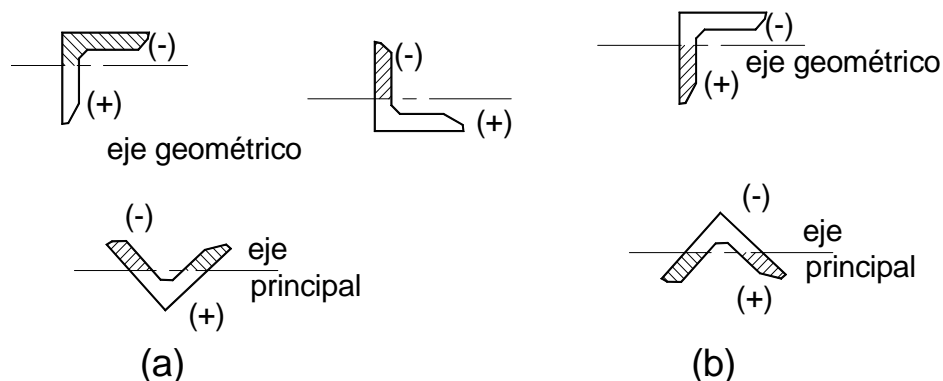 (-)
(+)
eje geométrico
(-)
(+)
(-)
eje geométrico
(+)
(-)
eje
principal
(+)
(-)
eje
principal
(+)
(a)
(b)